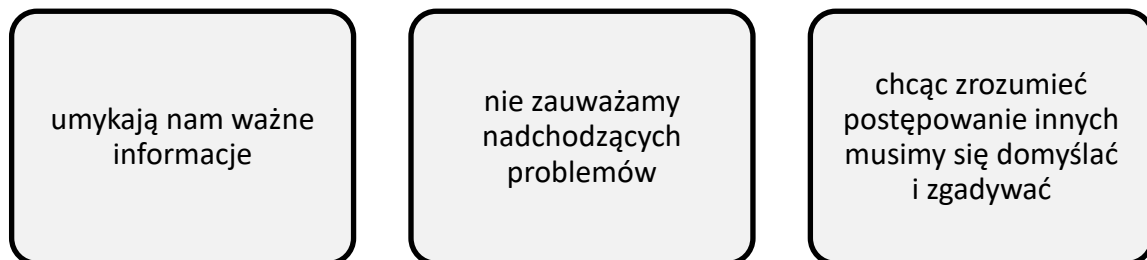 umykają nam ważne
informacje
nie zauważamy
nadchodzących
problemów
chcąc zrozumieć
postępowanie innych
musimy się domyślać
i zgadywać